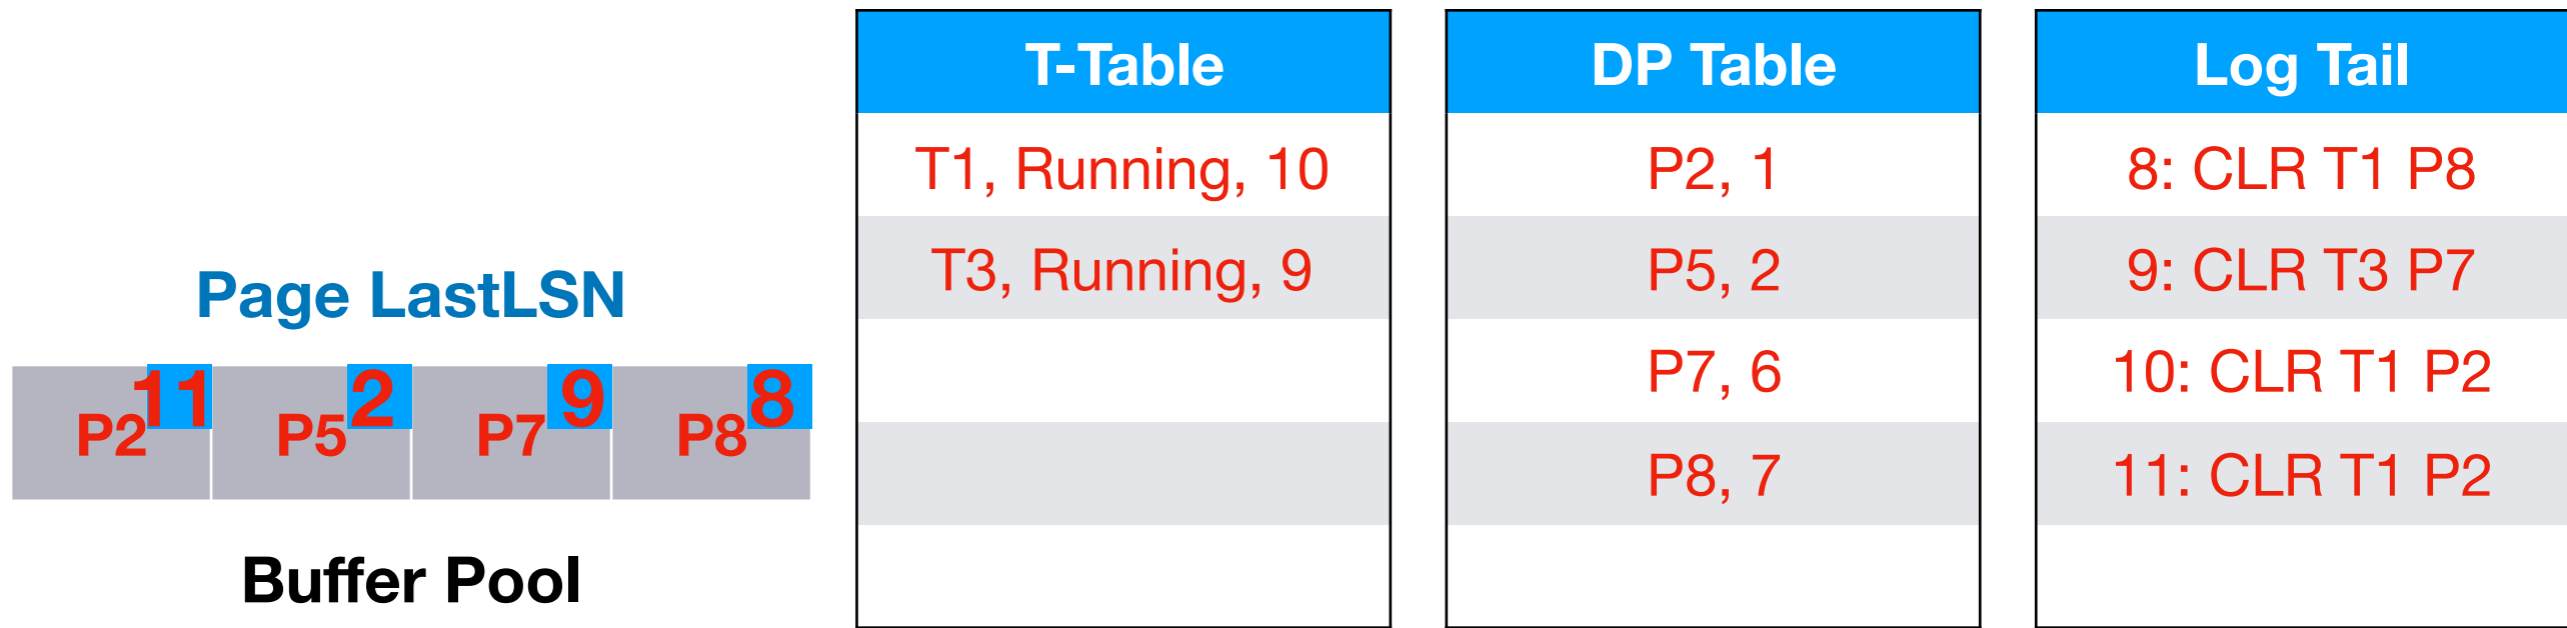 Page LastLSN
P2 11
P5 2
P7 9
P8 8
Buffer Pool
T-Table
T1, Running, 10
T3, Running, 9
DP Table
P2, 1
P5, 2
P7, 6
P8, 7
Log Tail
8: CLR T1 P8
9: CLR T3 P7
10: CLR T1 P2
11: CLR T1 P2